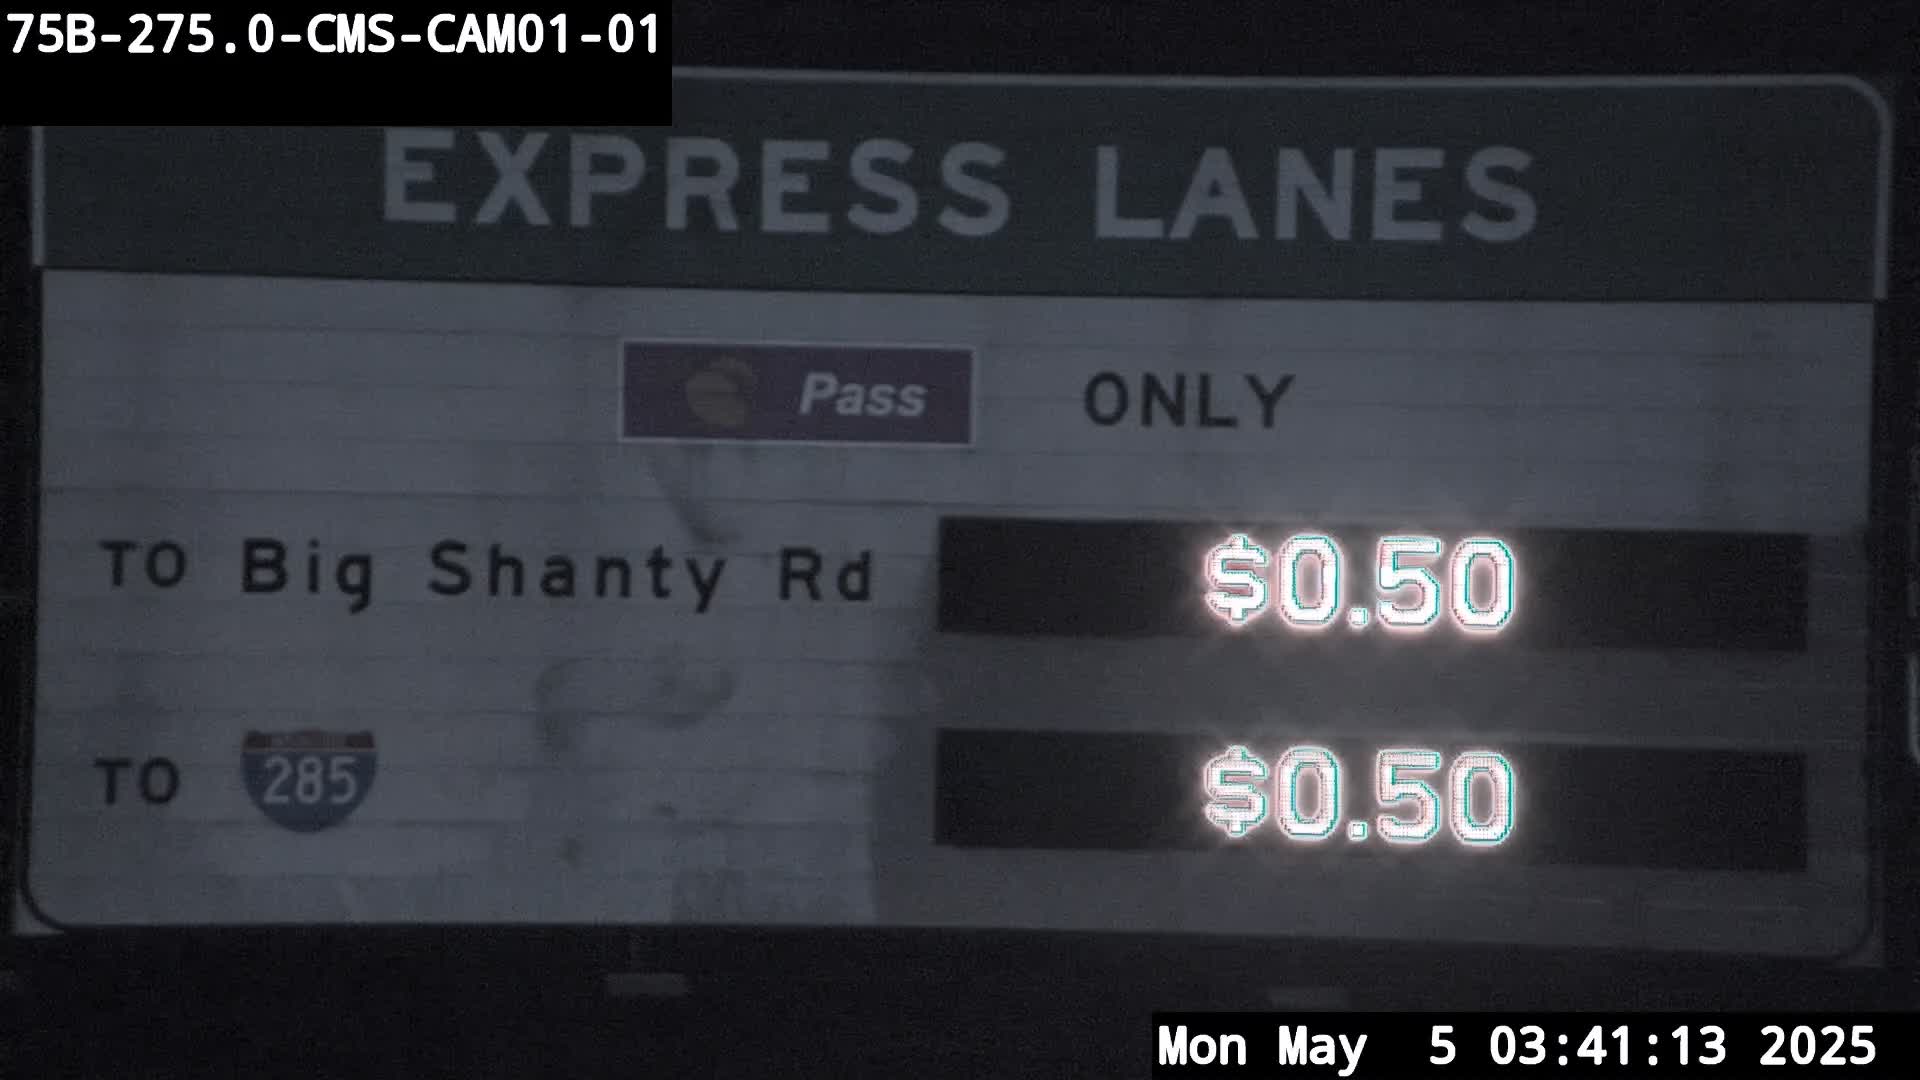 75B-275.0-CMS-CAM01-01
EXPRESS LANES
Pass ONLY
TO Big Shanty Rd $0.50
TO 285 $0.50
Mon May 5 03:41:13 2025